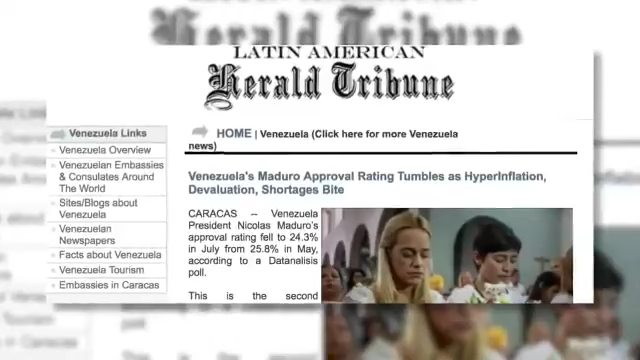 LATIN AMERICAN
Herald Tribune
Venezuela Links
Venezuela Overview
Venezuelan Embassies
& Consulates Around
The World
Sites/Blogs about
Venezuela
Venezuelan
Newspapers
Facts about Venezuela
Venezuela Tourism
Embassies in Caracas
HOME | Venezuela (Click here for more Venezuela
news)
Venezuela's Maduro Approval Rating Tumbles as HyperInflation,
Devaluation, Shortages Bite
CARACAS -- Venezuela
President Nicolas Maduro's
approval rating fell to 24.3%
in July from 25.8% in May,
according to a Datanalisis
poll.
This is the second